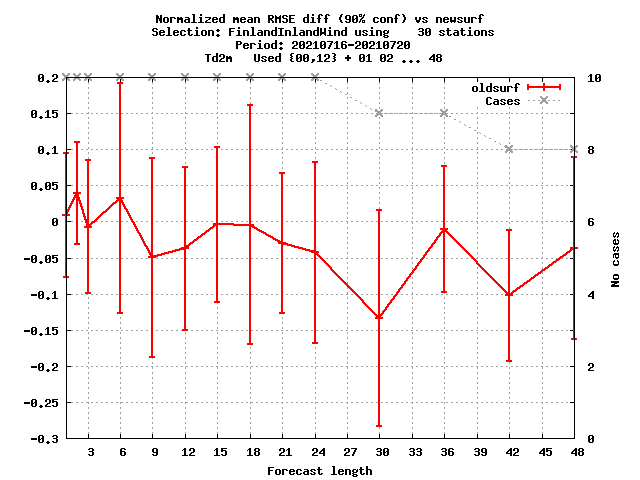 Normalized mean RMSE diff (90% conf) vs newsurf
Selection: FinlandInlandWind using    30 stations
Period: 20210716-20210720
Td2m   Used {00,12} + 01 02 ... 48
oldsurf
Cases
0.2
0.15
0.1
0.05
0
-0.05
-0.1
-0.15
-0.2
-0.25
-0.3
10
8
6
4
2
0
No cases
3 6 9 12 15 18 21 24 27 30 33 36 39 42 45 48
Forecast length